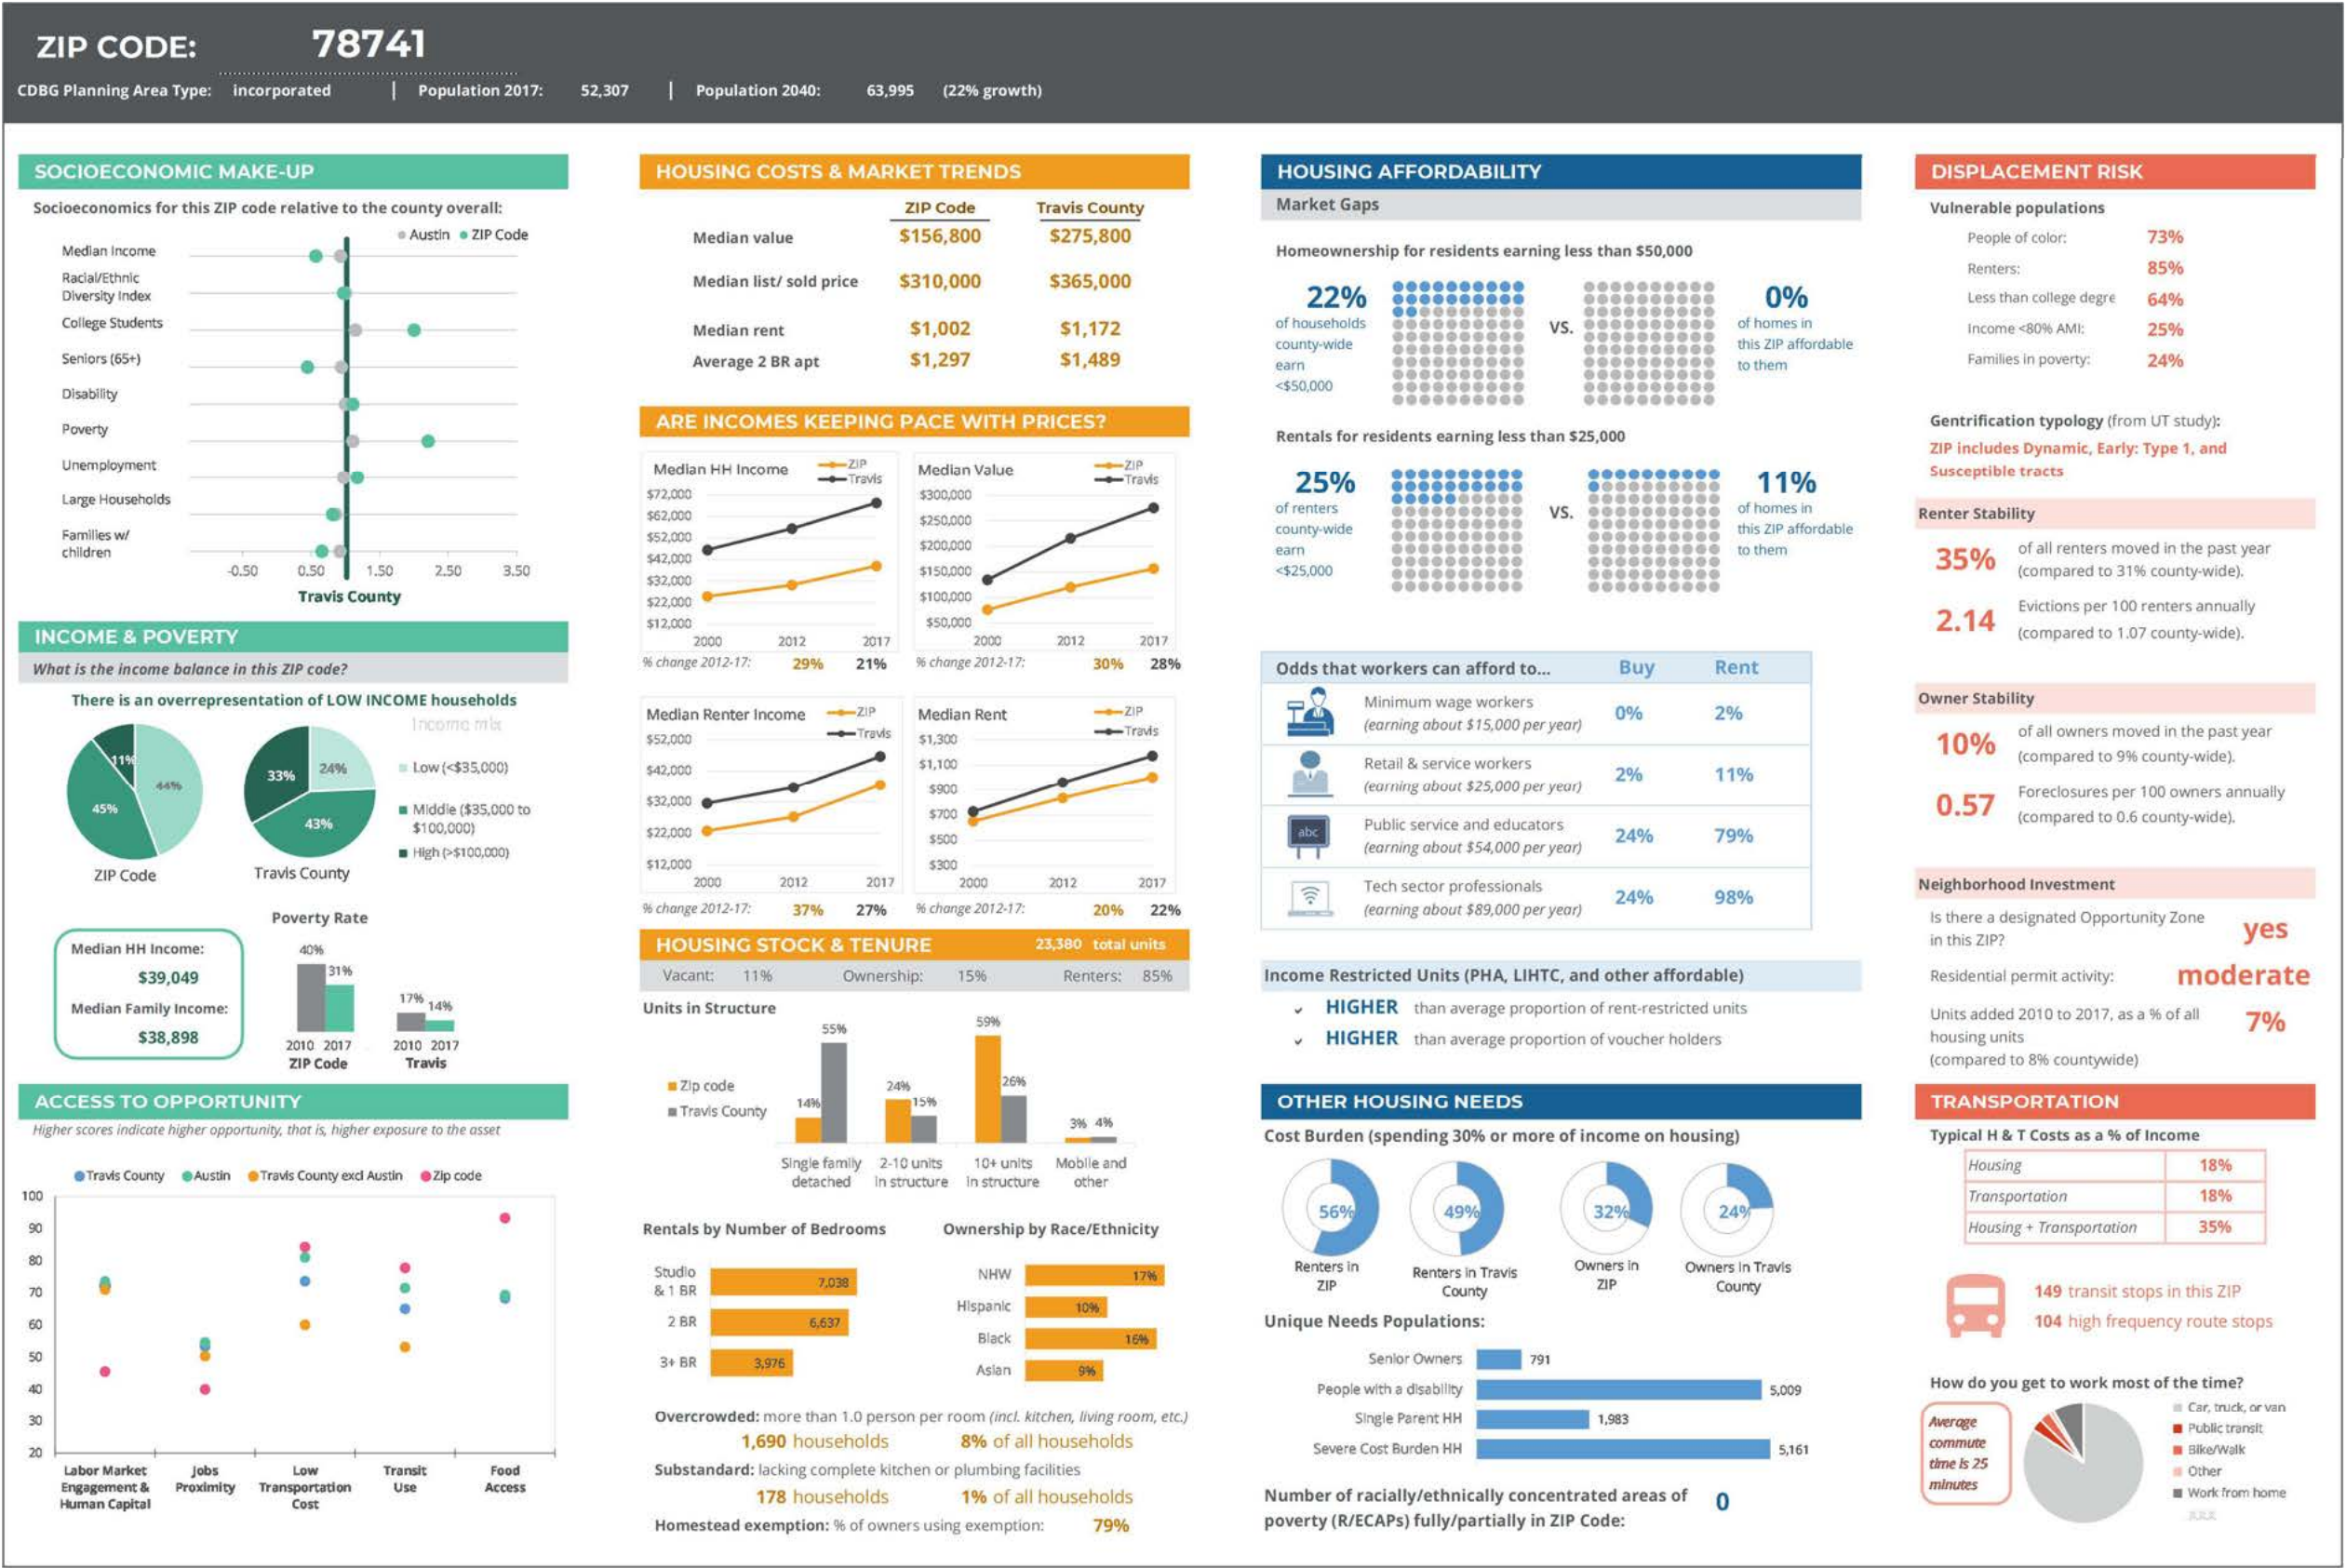 ZIP CODE: 78741
CDBG Planning Area Type: incorporated | Population 2017: 52,307 | Population 2040: 63,995 (22% growth)
SOCIOECONOMIC MAKE-UP
Socioeconomics for this ZIP code relative to the county overall:
Austin ZIP Code
Median Income
Racial/Ethnic
Diversity Index
College Students
Seniors (65+)
Disability
Poverty
Unemployment
Large Households
Families w/
children
-0.50 0.50 1.50 2.50 3.50
Travis County
INCOME & POVERTY
What is the income balance in this ZIP code?
There is an overrepresentation of LOW INCOME households
Income mix
11% 44% 45%
33% 24% 43%
Low (<$35,000)
Middle ($35,000 to
$100,000)
High (>$100,000)
ZIP Code Travis County
Poverty Rate
Median HH Income:
$39,049
Median Family Income:
$38,898
40% 31% 17% 14%
2010 2017 2010 2017
ZIP Code Travis
ACCESS TO OPPORTUNITY
Higher scores indicate higher opportunity, that is, higher exposure to the asset
Travis County Austin Travis County excl Austin Zip code
100
90
80
70
60
50
40
30
20
Labor Market Jobs Low Transit Food
Engagement & Proximity Transportation Use Access
Human Capital Cost
HOUSING COSTS & MARKET TRENDS
ZIP Code Travis County
Median value $156,800 $275,800
Median list/ sold price $310,000 $365,000
Median rent $1,002 $1,172
Average 2 BR apt $1,297 $1,489
ARE INCOMES KEEPING PACE WITH PRICES?
Median HH Income ZIP
Travis
$72,000
$62,000
$52,000
$42,000
$32,000
$22,000
$12,000
2000 2012 2017
% change 2012-17: 29% 21%
Median Value ZIP
Travis
$300,000
$250,000
$200,000
$150,000
$100,000
$50,000
2000 2012 2017
% change 2012-17: 30% 28%
Median Renter Income ZIP
Travis
$52,000
$42,000
$32,000
$22,000
$12,000
2000 2012 2017
% change 2012-17: 37% 27%
Median Rent ZIP
Travis
$1,300
$1,100
$900
$700
$500
$300
2000 2012 2017
% change 2012-17: 20% 22%
HOUSING STOCK & TENURE 23,380 total units
Vacant: 11% Ownership: 15% Renters: 85%
Units in Structure
Zip code
Travis County
14% 55% 24% 15% 59% 26% 3% 4%
Single family 2-10 units 10+ units Mobile and
detached in structure in structure other
Rentals by Number of Bedrooms
Studio
& 1 BR 7,038
2 BR 6,637
3+ BR 3,976
Ownership by Race/Ethnicity
NHW 17%
Hispanic 10%
Black 16%
Asian 9%
Overcrowded: more than 1.0 person per room (incl. kitchen, living room, etc.)
1,690 households 8% of all households
Substandard: lacking complete kitchen or plumbing facilities
178 households 1% of all households
Homestead exemption: % of owners using exemption: 79%
HOUSING AFFORDABILITY
Market Gaps
Homeownership for residents earning less than $50,000
22%
of households
county-wide
earn
<$50,000
VS.
0%
of homes in
this ZIP affordable
to them
Rentals for residents earning less than $25,000
25%
of renters
county-wide
earn
<$25,000
VS.
11%
of homes in
this ZIP affordable
to them
Odds that workers can afford to... Buy Rent
Minimum wage workers
(earning about $15,000 per year) 0% 2%
Retail & service workers
(earning about $25,000 per year) 2% 11%
abc
Public service and educators
(earning about $54,000 per year) 24% 79%
Tech sector professionals
(earning about $89,000 per year) 24% 98%
Income Restricted Units (PHA, LIHTC, and other affordable)
HIGHER than average proportion of rent-restricted units
HIGHER than average proportion of voucher holders
OTHER HOUSING NEEDS
Cost Burden (spending 30% or more of income on housing)
56% 49% 32% 24%
Renters in Renters in Travis Owners in Owners in Travis
ZIP County ZIP County
Unique Needs Populations:
Senior Owners 791
People with a disability 5,009
Single Parent HH 1,983
Severe Cost Burden HH 5,161
Number of racially/ethnically concentrated areas of 0
poverty (R/ECAPs) fully/partially in ZIP Code:
DISPLACEMENT RISK
Vulnerable populations
People of color: 73%
Renters: 85%
Less than college degre 64%
Income <80% AMI: 25%
Families in poverty: 24%
Gentrification typology (from UT study):
ZIP includes Dynamic, Early: Type 1, and
Susceptible tracts
Renter Stability
35% of all renters moved in the past year
(compared to 31% county-wide).
2.14 Evictions per 100 renters annually
(compared to 1.07 county-wide).
Owner Stability
10% of all owners moved in the past year
(compared to 9% county-wide).
0.57 Foreclosures per 100 owners annually
(compared to 0.6 county-wide).
Neighborhood Investment
Is there a designated Opportunity Zone
in this ZIP? yes
Residential permit activity: moderate
Units added 2010 to 2017, as a % of all
housing units 7%
(compared to 8% countywide)
TRANSPORTATION
Typical H & T Costs as a % of Income
Housing 18%
Transportation 18%
Housing + Transportation 35%
149 transit stops in this ZIP
104 high frequency route stops
How do you get to work most of the time?
Average
commute
time is 25
minutes
Car, truck, or van
Public transit
Bike/Walk
Other
Work from home